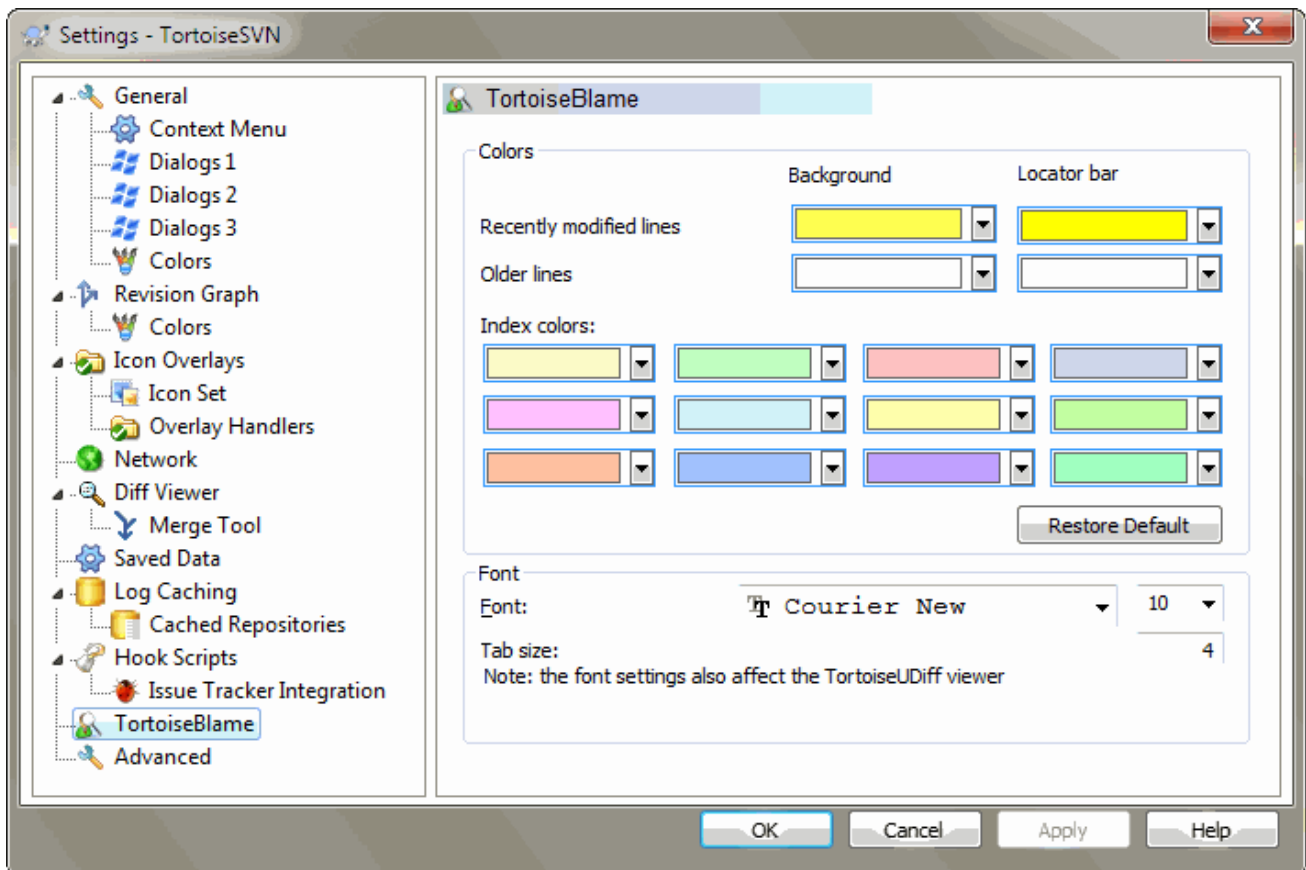 Settings - TortoiseSVN
General
Context Menu
Dialogs 1
Dialogs 2
Dialogs 3
Colors
Revision Graph
Colors
Icon Overlays
Icon Set
Overlay Handlers
Network
Diff Viewer
Merge Tool
Saved Data
Log Caching
Cached Repositories
Hook Scripts
Issue Tracker Integration
TortoiseBlame
Advanced
TortoiseBlame
Colors
Background Locator bar
Recently modified lines
Older lines
Index colors:
Restore Default
Font
Font: Courier New 10
Tab size: 4
Note: the font settings also affect the TortoiseUDiff viewer
OK Cancel Apply Help